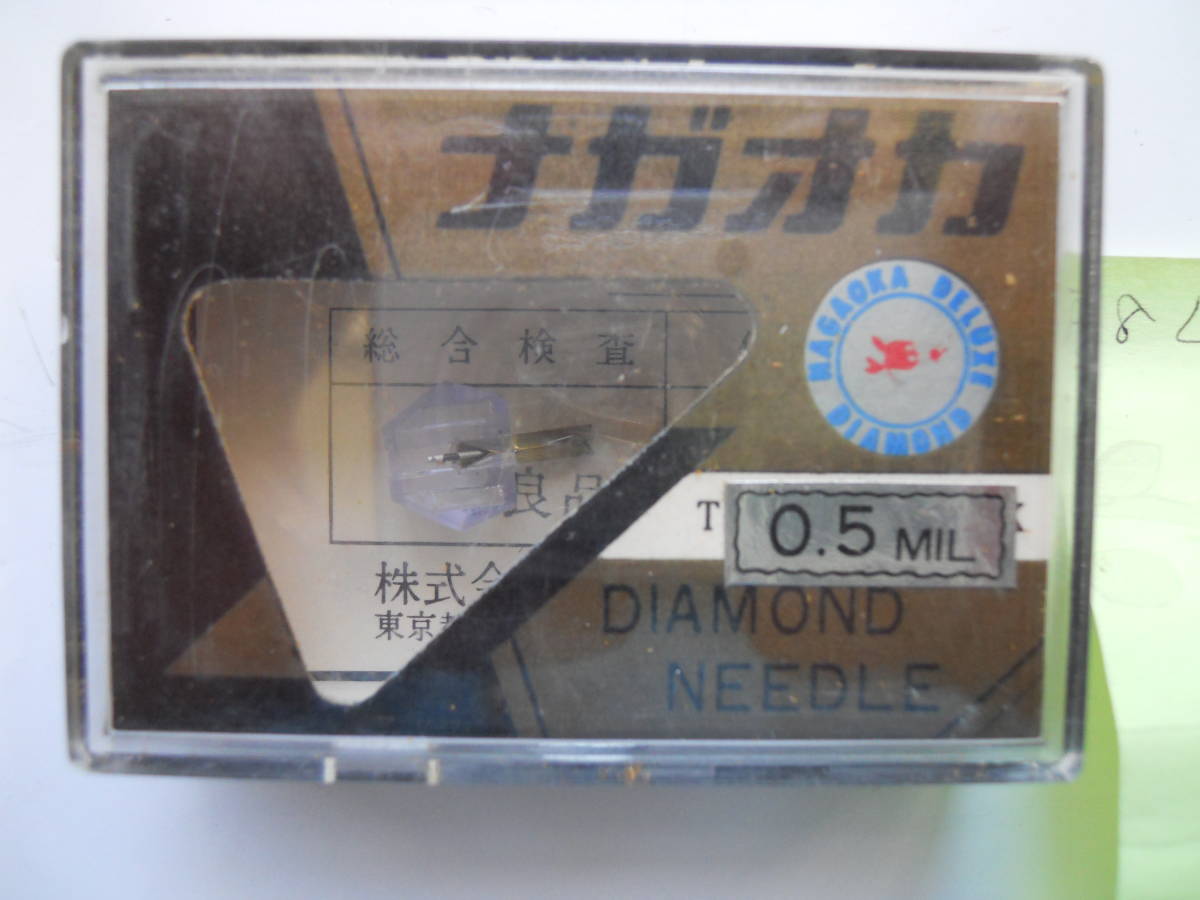 ナガオカ
NAGAOKA DELUXE DIAMOND
総合検査
良品
T 0.5 MIL K
株式会
東京都
DIAMOND
NEEDLE